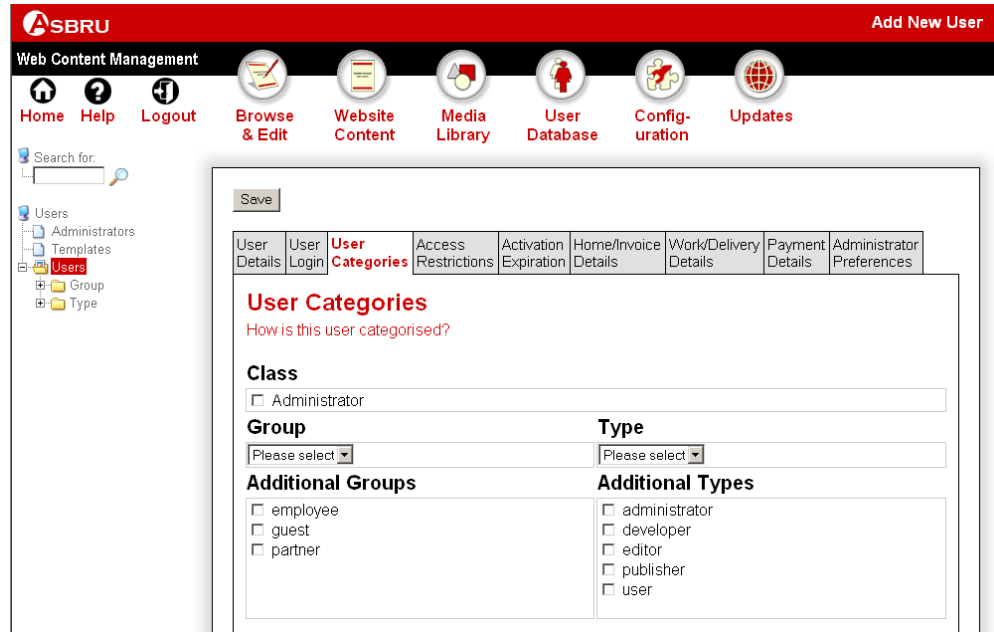 ASBRU
Add New User
Web Content Management
Home Help Logout
Browse & Edit
Website Content
Media Library
User Database
Config-
uration
Updates
Search for:
Users
Administrators
Templates
Users
Group
Type
Save
User Details
User Login
User Categories
Access Restrictions
Activation Expiration
Home/Invoice Details
Work/Delivery Details
Payment Details
Administrator Preferences
User Categories
How is this user categorised?
Class
Administrator
Group
Please select
Type
Please select
Additional Groups
employee
guest
partner
Additional Types
administrator
developer
editor
publisher
user